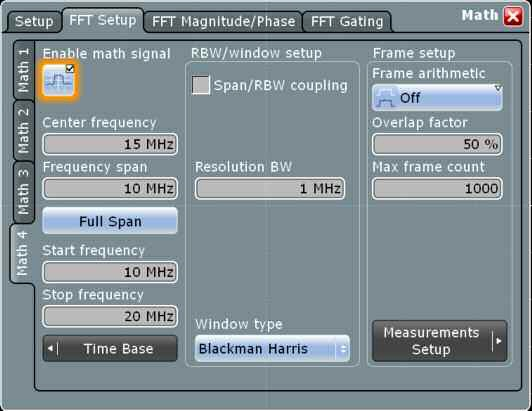 Setup FFT Setup FFT Magnitude/Phase FFT Gating Math
Math 1
Math 2
Math 3
Math 4
Enable math signal
Center frequency
15 MHz
Frequency span
10 MHz
Full Span
Start frequency
10 MHz
Stop frequency
20 MHz
Time Base
RBW/window setup
Span/RBW coupling
Resolution BW
1 MHz
Window type
Blackman Harris
Frame setup
Frame arithmetic
Off
Overlap factor
50 %
Max frame count
1000
Measurements
Setup